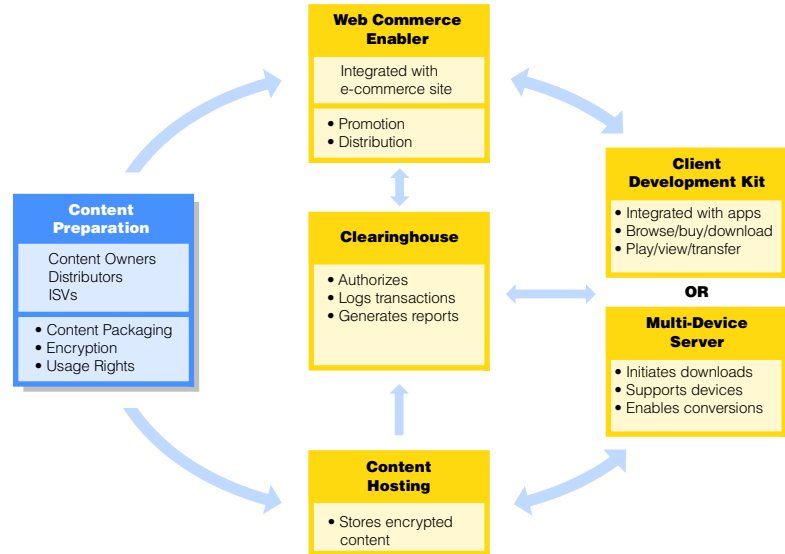 Web Commerce
Enabler
Integrated with
e-commerce site
• Promotion
• Distribution
Content
Preparation
Content Owners
Distributors
ISVs
• Content Packaging
• Encryption
• Usage Rights
Clearinghouse
• Authorizes
• Logs transactions
• Generates reports
Client
Development Kit
• Integrated with apps
• Browse/buy/download
• Play/view/transfer
OR
Multi-Device
Server
• Initiates downloads
• Supports devices
• Enables conversions
Content
Hosting
• Stores encrypted
content